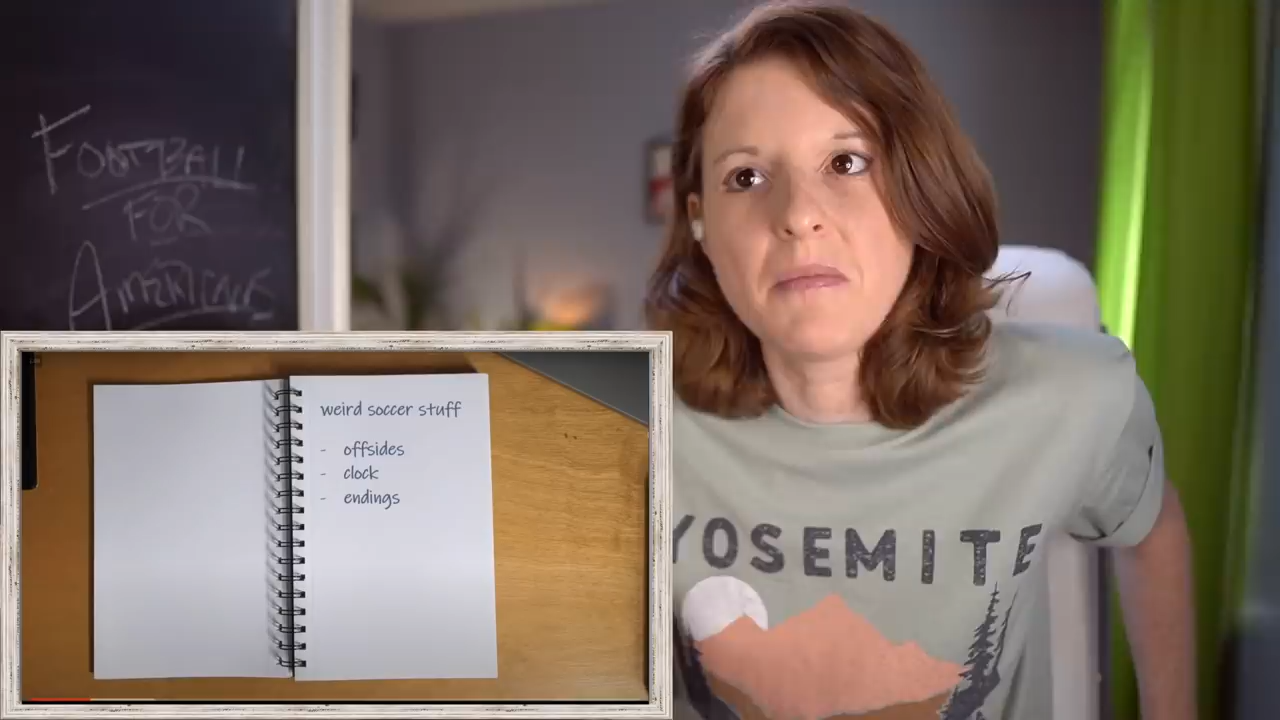 FOOTBALL
FOR
AMERICANS
weird soccer stuff
- offsides
- clock
- endings
YOSEMITE